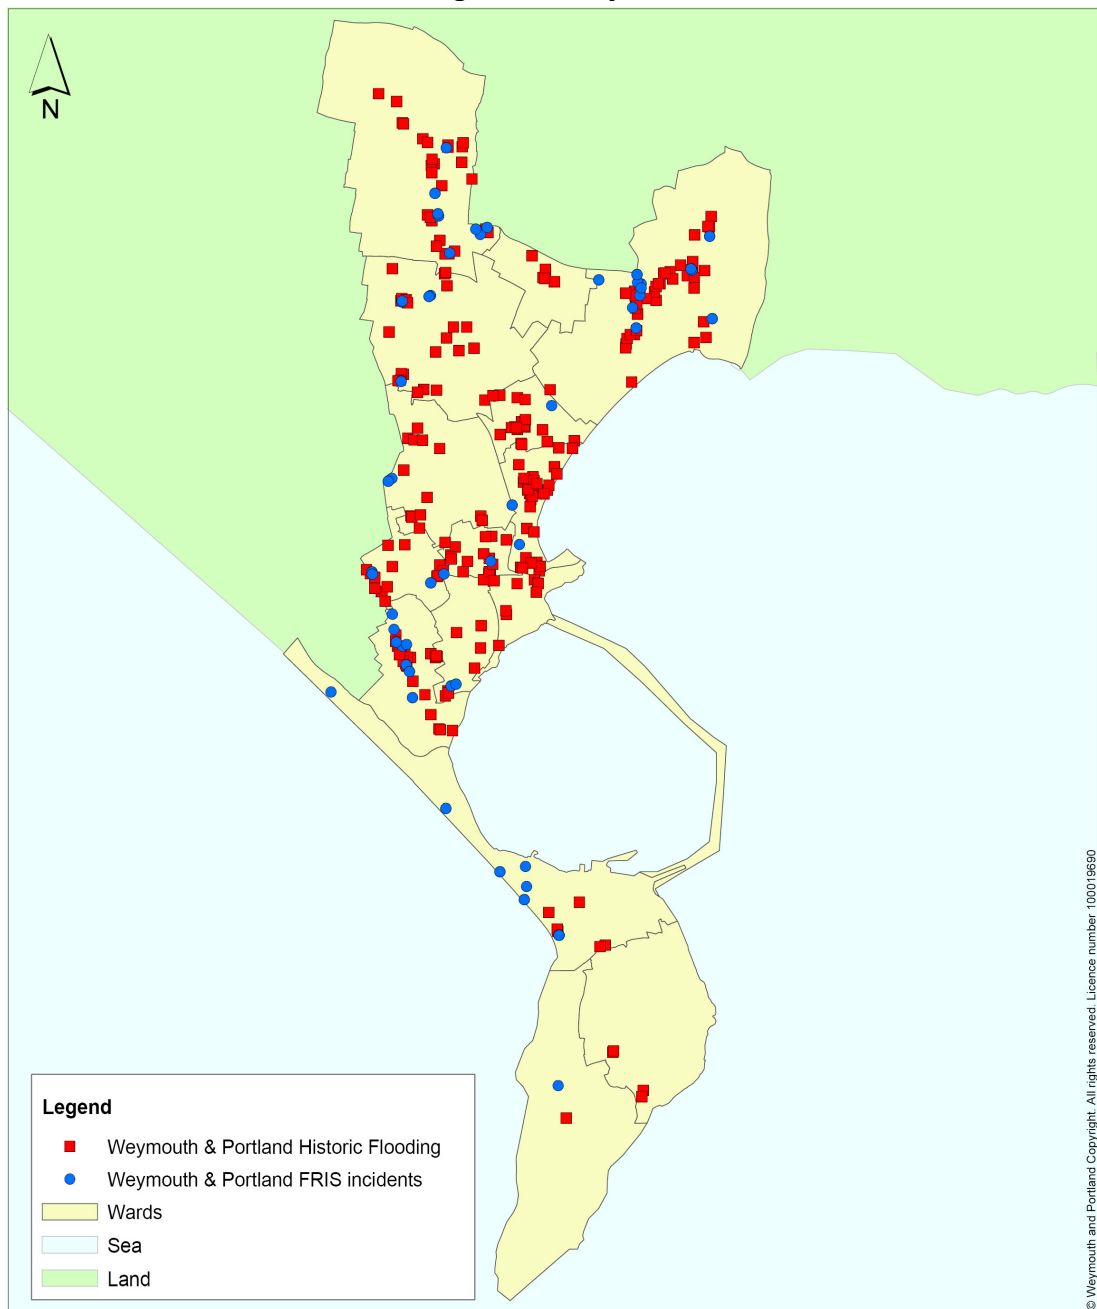 N
Legend
Weymouth & Portland Historic Flooding
Weymouth & Portland FRIS incidents
Wards
Sea
Land
© Weymouth and Portland Copyright. All rights reserved. Licence number 100019690